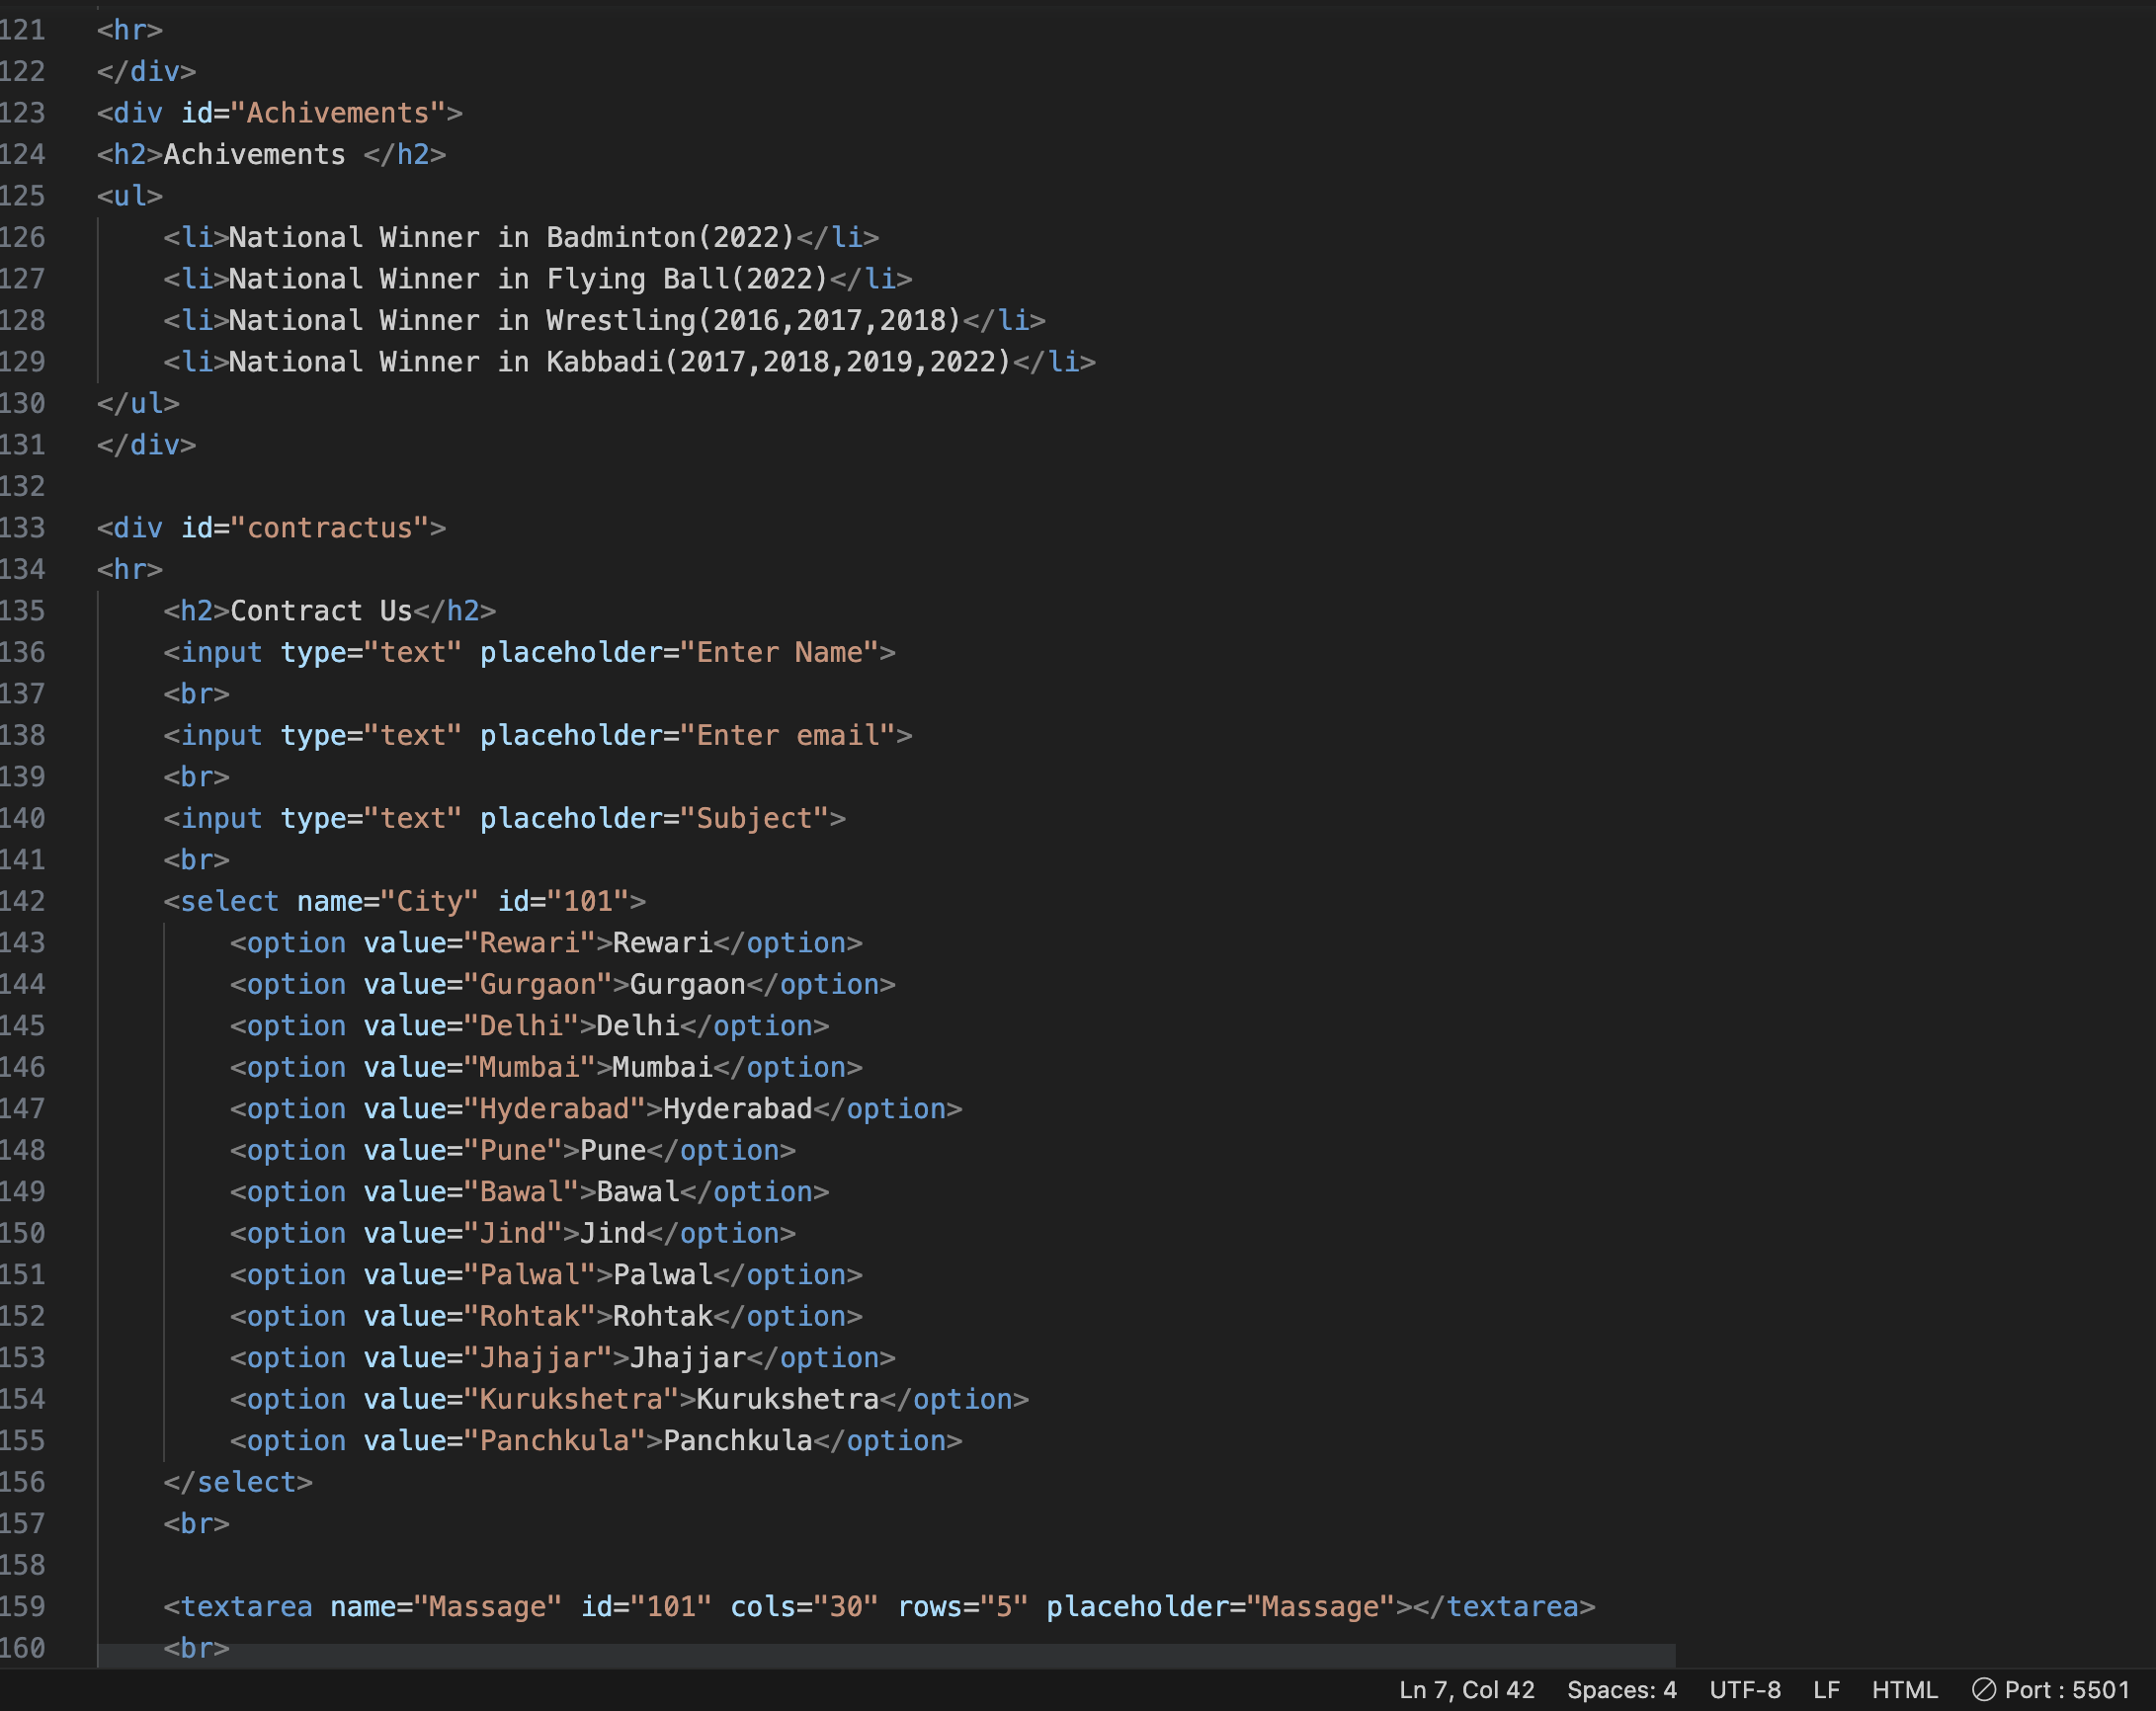 121 <hr>
122 </div>
123 <div id="Achivements">
124 <h2>Achivements </h2>
125 <ul>
126     <li>National Winner in Badminton(2022)</li>
127     <li>National Winner in Flying Ball(2022)</li>
128     <li>National Winner in Wrestling(2016,2017,2018)</li>
129     <li>National Winner in Kabbadi(2017,2018,2019,2022)</li>
130 </ul>
131 </div>
132
133 <div id="contractus">
134 <hr>
135     <h2>Contract Us</h2>
136     <input type="text" placeholder="Enter Name">
137     <br>
138     <input type="text" placeholder="Enter email">
139     <br>
140     <input type="text" placeholder="Subject">
141     <br>
142     <select name="City" id="101">
143         <option value="Rewari">Rewari</option>
144         <option value="Gurgaon">Gurgaon</option>
145         <option value="Delhi">Delhi</option>
146         <option value="Mumbai">Mumbai</option>
147         <option value="Hyderabad">Hyderabad</option>
148         <option value="Pune">Pune</option>
149         <option value="Bawal">Bawal</option>
150         <option value="Jind">Jind</option>
151         <option value="Palwal">Palwal</option>
152         <option value="Rohtak">Rohtak</option>
153         <option value="Jhajjar">Jhajjar</option>
154         <option value="Kurukshetra">Kurukshetra</option>
155         <option value="Panchkula">Panchkula</option>
156     </select>
157     <br>
158
159     <textarea name="Massage" id="101" cols="30" rows="5" placeholder="Massage"></textarea>
160     <br>
Ln 7, Col 42 Spaces: 4 UTF-8 LF HTML Port : 5501